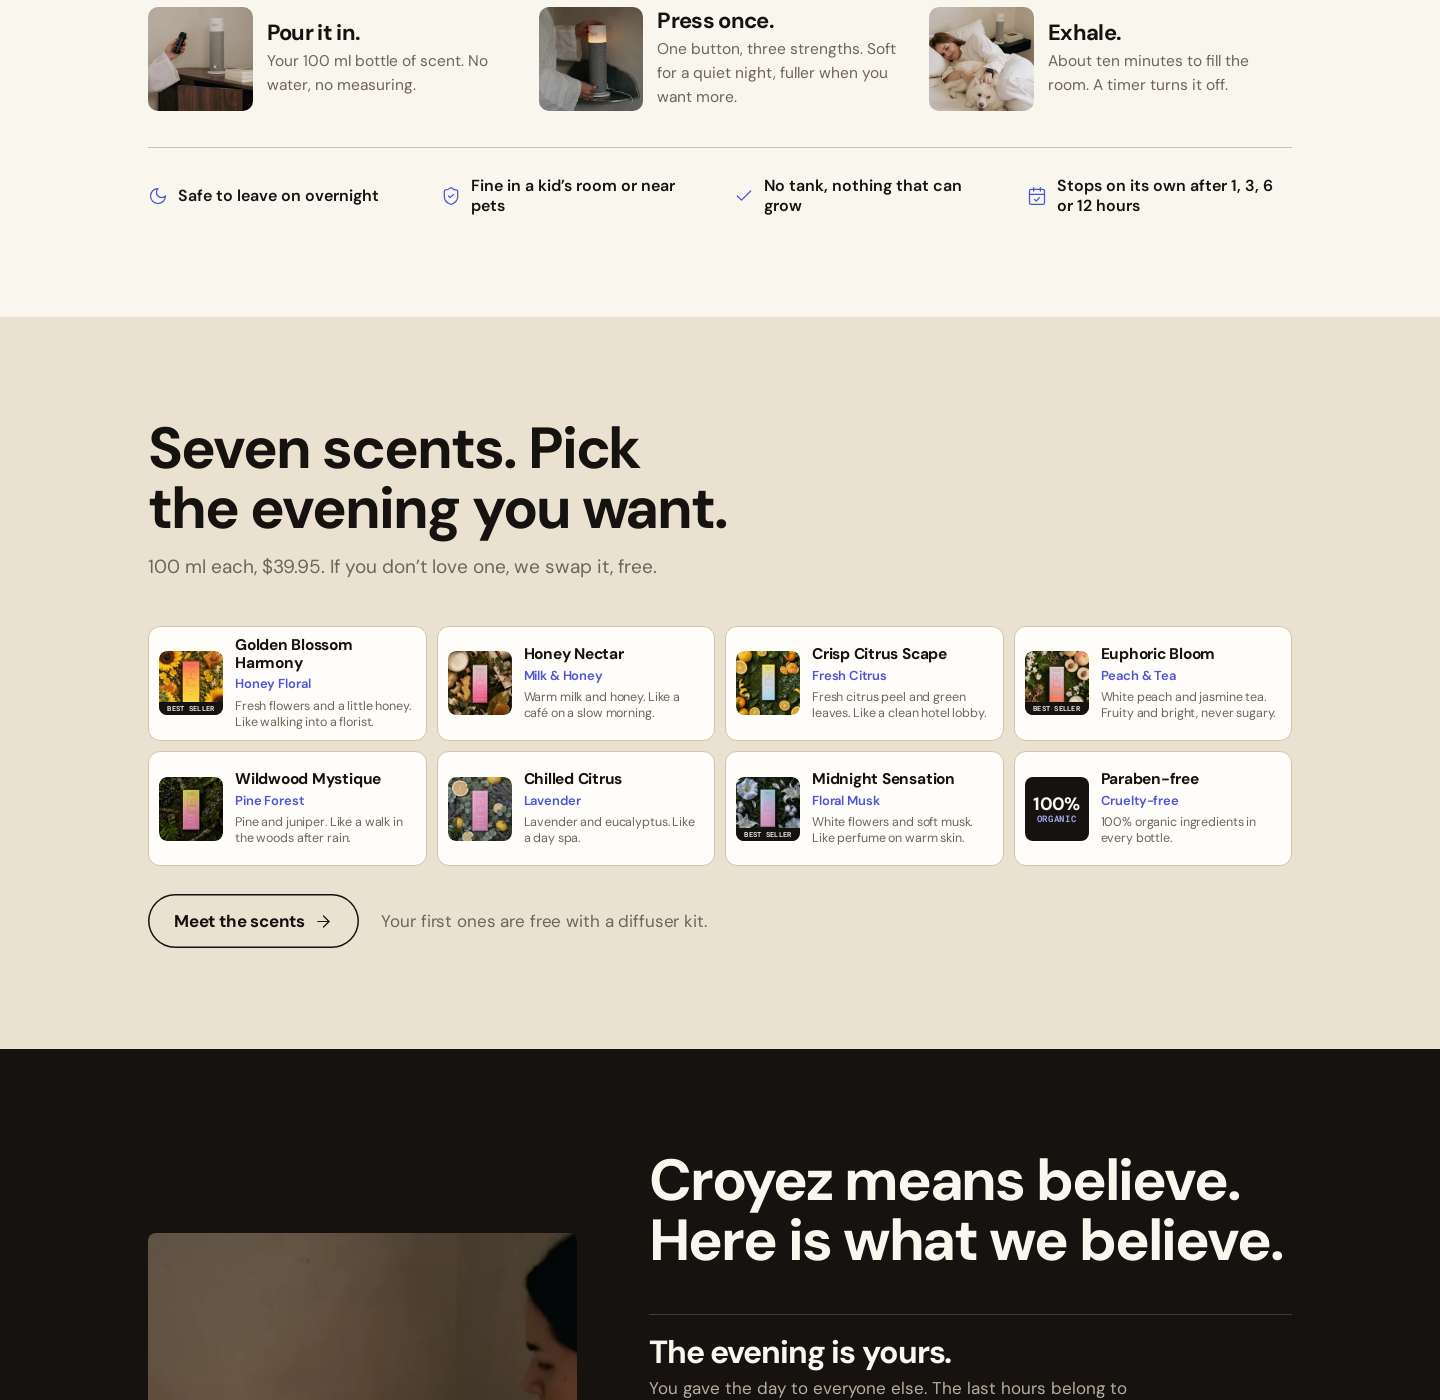 Pour it in.
Your 100 ml bottle of scent. No
water, no measuring.
Press once.
One button, three strengths. Soft
for a quiet night, fuller when you
want more.
Exhale.
About ten minutes to fill the
room. A timer turns it off.
Safe to leave on overnight
Fine in a kid’s room or near
pets
No tank, nothing that can
grow
Stops on its own after 1, 3, 6
or 12 hours
Seven scents. Pick
the evening you want.
100 ml each, $39.95. If you don’t love one, we swap it, free.
BEST SELLER
Golden Blossom
Harmony
Honey Floral
Fresh flowers and a little honey.
Like walking into a florist.
Honey Nectar
Milk & Honey
Warm milk and honey. Like a
café on a slow morning.
Crisp Citrus Scape
Fresh Citrus
Fresh citrus peel and green
leaves. Like a clean hotel lobby.
BEST SELLER
Euphoric Bloom
Peach & Tea
White peach and jasmine tea.
Fruity and bright, never sugary.
Wildwood Mystique
Pine Forest
Pine and juniper. Like a walk in
the woods after rain.
Chilled Citrus
Lavender
Lavender and eucalyptus. Like
a day spa.
BEST SELLER
Midnight Sensation
Floral Musk
White flowers and soft musk.
Like perfume on warm skin.
100%
ORGANIC
Paraben-free
Cruelty-free
100% organic ingredients in
every bottle.
Meet the scents
Your first ones are free with a diffuser kit.
Croyez means believe.
Here is what we believe.
The evening is yours.
You gave the day to everyone else. The last hours belong to